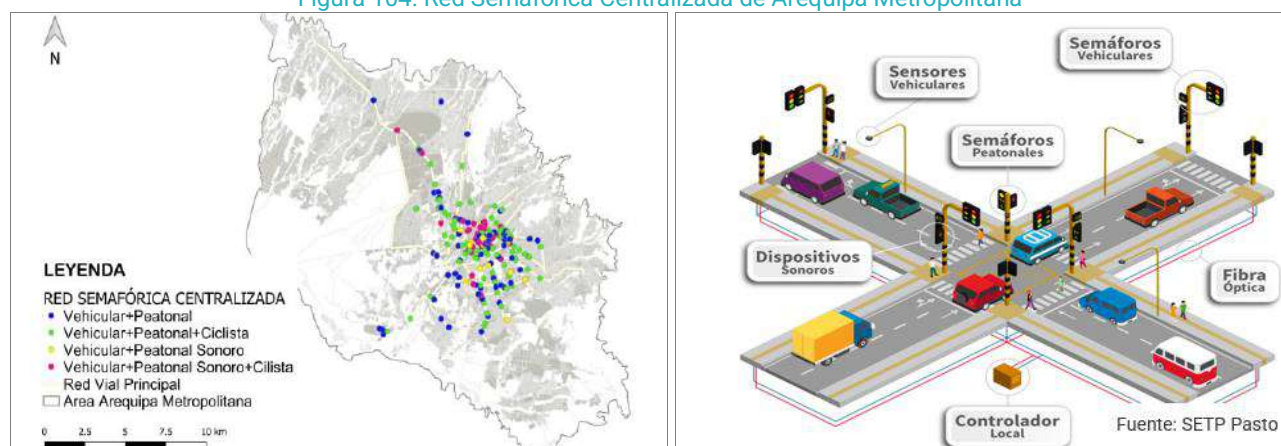 Figura 164. Red Semafórica Centralizada de Arequipa Metropolitana
N
LEYENDA
RED SEMAFÓRICA CENTRALIZADA
Vehicular+Peatonal
Vehicular+Peatonal+Ciclista
Vehicular+Peatonal Sonoro
Vehicular+Peatonal Sonoro+Cilista
Red Vial Principal
Area Arequipa Metropolitana
0 2.5 5 7.5 10 km
Semáforos
Vehiculares
Sensores
Vehiculares
Semáforos
Peatonales
Dispositivos
Sonoros
Fibra
Óptica
Controlador
Local
Fuente: SETP Pasto